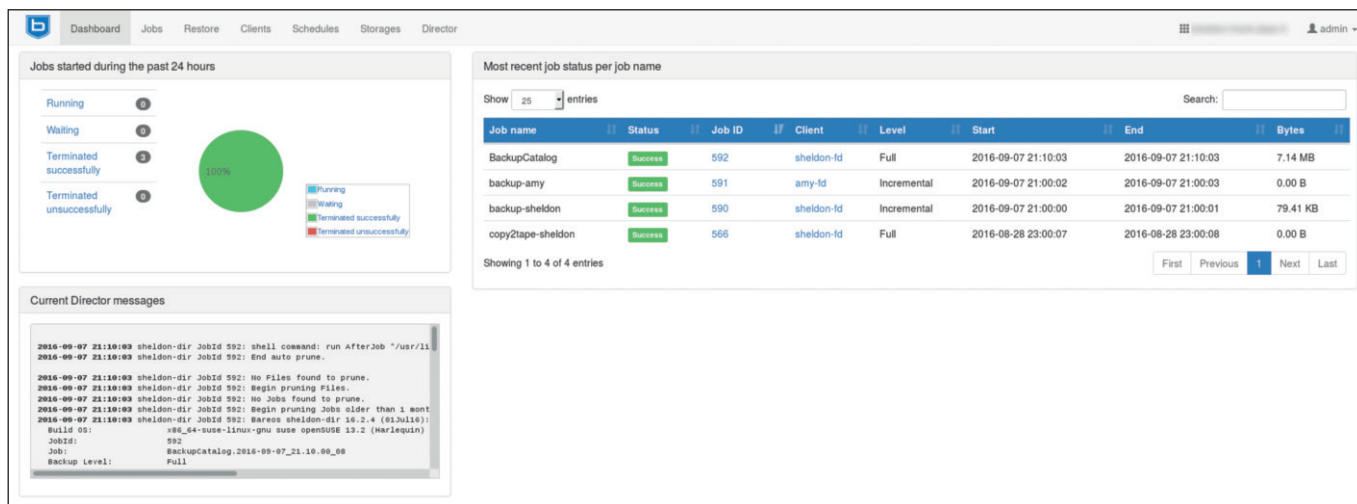 Dashboard Jobs Restore Clients Schedules Storages Director
admin
Jobs started during the past 24 hours
Running 0
Waiting 0
Terminated successfully 3
Terminated unsuccessfully 0
100%
Running
Waiting
Terminated successfully
Terminated unsuccessfully
Most recent job status per job name
Show 25 entries
Search:
Job name Status Job ID Client Level Start End Bytes
BackupCatalog Success 592 sheldon-fd Full 2016-09-07 21:10:03 2016-09-07 21:10:03 7.14 MB
backup-amy Success 591 amy-fd Incremental 2016-09-07 21:00:02 2016-09-07 21:00:03 0.00 B
backup-sheldon Success 590 sheldon-fd Incremental 2016-09-07 21:00:00 2016-09-07 21:00:01 79.41 KB
copy2tape-sheldon Success 566 sheldon-fd Full 2016-08-28 23:00:07 2016-08-28 23:00:08 0.00 B
Showing 1 to 4 of 4 entries
First Previous 1 Next Last
Current Director messages
2016-09-07 21:10:03 sheldon-dir JobId 592: shell command: run AfterJob "/usr/li
2016-09-07 21:10:03 sheldon-dir JobId 592: End auto prune.
2016-09-07 21:10:03 sheldon-dir JobId 592: No Files found to prune.
2016-09-07 21:10:03 sheldon-dir JobId 592: Begin pruning Files.
2016-09-07 21:10:03 sheldon-dir JobId 592: No Jobs found to prune.
2016-09-07 21:10:03 sheldon-dir JobId 592: Begin pruning Jobs older than 1 mont
2016-09-07 21:10:03 sheldon-dir JobId 592: Bareos sheldon-dir 16.2.4 (01Jul16):
Build OS: x86_64-suse-linux-gnu suse openSUSE 13.2 (Harlequin)
JobId: 592
Job: BackupCatalog.2016-09-07_21.10.00_08
Backup Level: Full